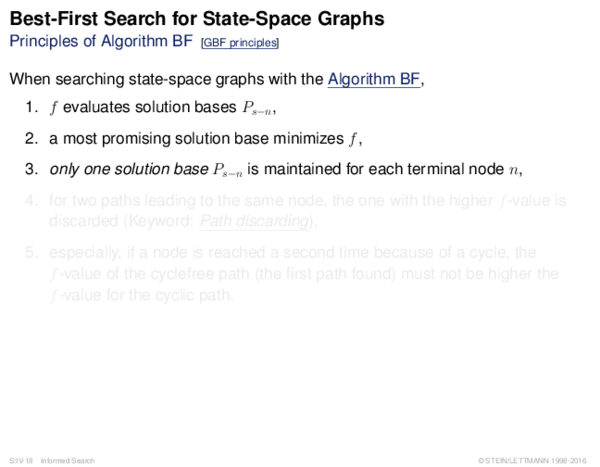 Best-First Search for State-Space Graphs
Principles of Algorithm BF [GBF principles]
When searching state-space graphs with the Algorithm BF,
1. f evaluates solution bases P_{s−n},
2. a most promising solution base minimizes f,
3. only one solution base P_{s−n} is maintained for each terminal node n,
4. for two paths leading to the same node, the one with the higher f-value is
discarded (Keyword: Path discarding),
5. especially, if a node is reached a second time because of a cycle, the
f-value of the cyclefree path (the first path found) must not be higher the
f-value for the cyclic path.
S:IV-18 Informed Search
© STEIN/LETTMANN 1998-2016